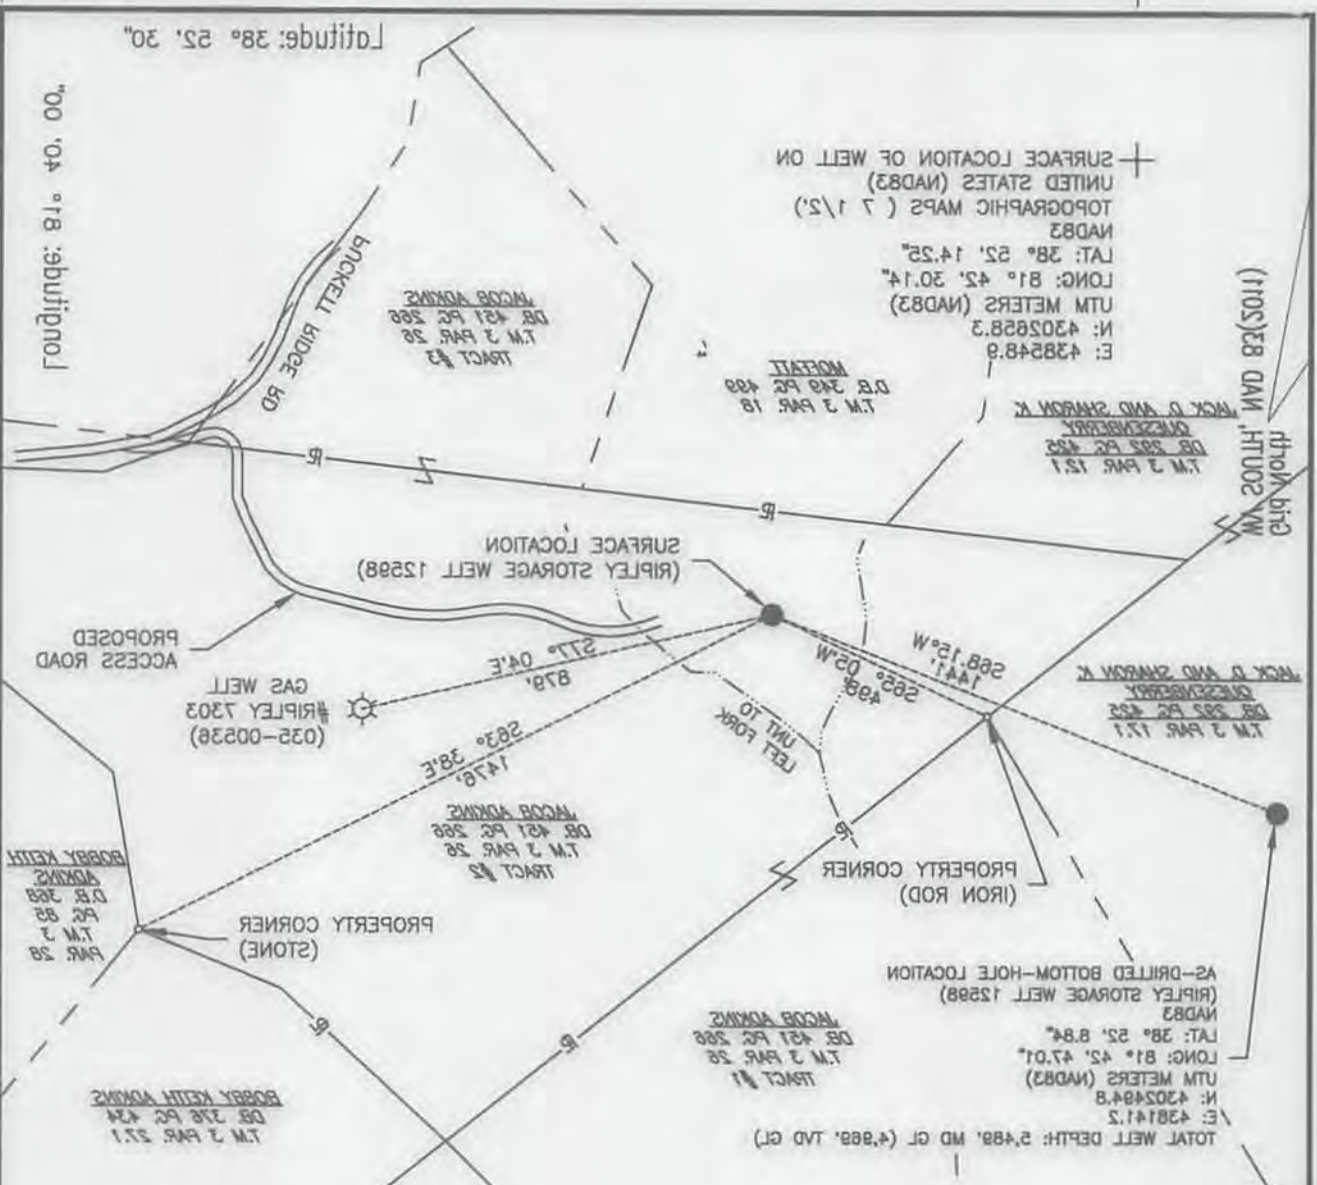 Latitude: 38° 52' 30"
Longitude: 81° 40' 00"
SURFACE LOCATION OF WELL ON
UNITED STATES (NAD83)
TOPOGRAPHIC MAPS ( 7 1/2')
NAD83
LAT: 38° 52' 14.25"
LONG: 81° 42' 30.14"
UTM METERS (NAD83)
N: 4302658.3
E: 438548.9
WV SOUTH, NAD 83(2011)
Grid North
JACK D. AND SHARON K.
QUESENBERRY
DB. 292 PG. 425
T.M 3 PAR. 12.1
MOFFATT
D.B. 349 PG. 499
T.M 3 PAR. 18
JACOB ADKINS
DB. 451 PG. 266
T.M 3 PAR. 26
TRACT #3
PUCKETT RIDGE RD
SURFACE LOCATION
(RIPLEY STORAGE WELL 12598)
PROPOSED
ACCESS ROAD
S77° 04'E
879'
GAS WELL
#RIPLEY 7303
(035-00536)
S63° 38'E
1476'
S68.15°W
1441'
S65° 05'W
498'
UNT TO
LEFT FORK
JACK D. AND SHARON K.
QUESENBERRY
DB. 292 PG. 425
T.M 3 PAR. 17.1
JACOB ADKINS
DB. 451 PG. 266
T.M 3 PAR. 26
TRACT #2
PROPERTY CORNER
(IRON ROD)
BOBBY KEITH
ADKINS
D.B. 368
PG. 85
T.M 3
PAR. 28
PROPERTY CORNER
(STONE)
AS-DRILLED BOTTOM-HOLE LOCATION
(RIPLEY STORAGE WELL 12598)
NAD83
LAT: 38° 52' 8.84"
LONG: 81° 42' 47.01"
UTM METERS (NAD83)
N: 4302494.8
E: 438141.2
TOTAL WELL DEPTH: 5,489' MD GL (4,969' TVD GL)
JACOB ADKINS
DB. 451 PG. 266
T.M 3 PAR. 26
TRACT #1
BOBBY KEITH ADKINS
DB. 376 PG. 434
T.M 3 PAR. 27.1